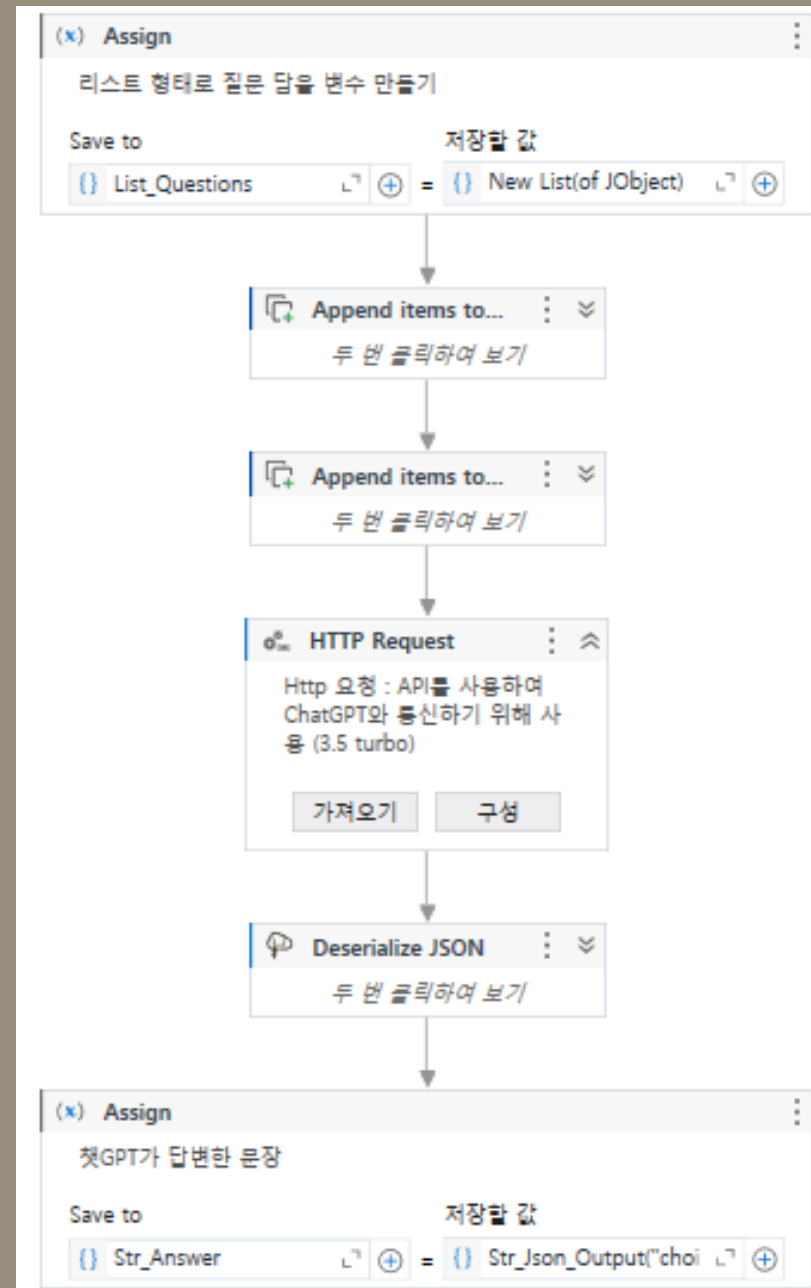 (x) Assign
리스트 형태로 질문 담을 변수 만들기
Save to 저장할 값
{} List_Questions = {} New List(of JObject)
Append items to...
두 번 클릭하여 보기
Append items to...
두 번 클릭하여 보기
HTTP Request
Http 요청 : API를 사용하여
ChatGPT와 통신하기 위해 사
용 (3.5 turbo)
가져오기 구성
Deserialize JSON
두 번 클릭하여 보기
(x) Assign
챗GPT가 답변한 문장
Save to 저장할 값
{} Str_Answer = {} Str_Json_Output("choi